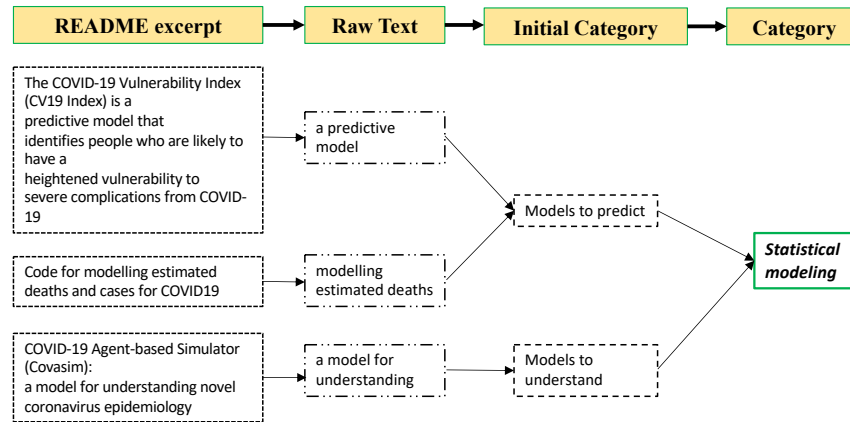 README excerpt
Raw Text
Initial Category
Category
The COVID-19 Vulnerability Index
(CV19 Index) is a
predictive model that
identifies people who are likely to
have a
heightened vulnerability to
severe complications from COVID-
19
a predictive
model
Models to predict
Code for modelling estimated
deaths and cases for COVID19
modelling
estimated deaths
Statistical
modeling
COVID-19 Agent-based Simulator
(Covasim):
a model for understanding novel
coronavirus epidemiology
a model for
understanding
Models to
understand